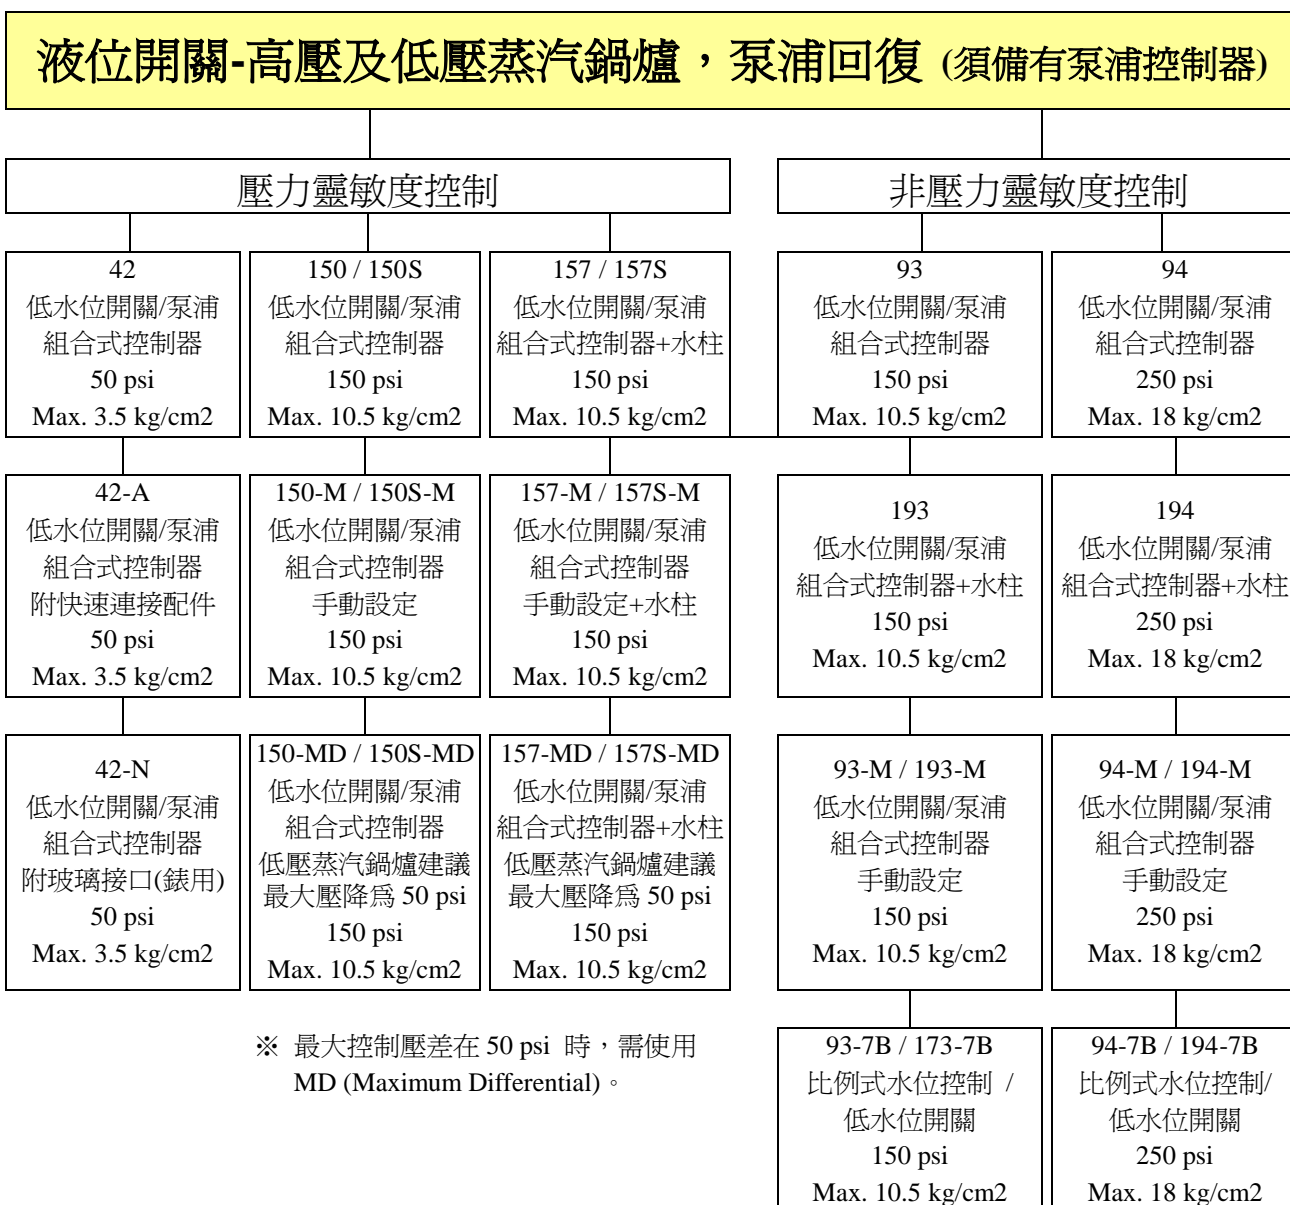 液位開關-高壓及低壓蒸汽鍋爐，泵浦回復 (須備有泵浦控制器)
壓力靈敏度控制
非壓力靈敏度控制
42
低水位開關/泵浦
組合式控制器
50 psi
Max. 3.5 kg/cm2
150 / 150S
低水位開關/泵浦
組合式控制器
150 psi
Max. 10.5 kg/cm2
157 / 157S
低水位開關/泵浦
組合式控制器+水柱
150 psi
Max. 10.5 kg/cm2
93
低水位開關/泵浦
組合式控制器
150 psi
Max. 10.5 kg/cm2
94
低水位開關/泵浦
組合式控制器
250 psi
Max. 18 kg/cm2
42-A
低水位開關/泵浦
組合式控制器
附快速連接配件
50 psi
Max. 3.5 kg/cm2
150-M / 150S-M
低水位開關/泵浦
組合式控制器
手動設定
150 psi
Max. 10.5 kg/cm2
157-M / 157S-M
低水位開關/泵浦
組合式控制器
手動設定+水柱
150 psi
Max. 10.5 kg/cm2
193
低水位開關/泵浦
組合式控制器+水柱
150 psi
Max. 10.5 kg/cm2
194
低水位開關/泵浦
組合式控制器+水柱
250 psi
Max. 18 kg/cm2
42-N
低水位開關/泵浦
組合式控制器
附玻璃接口(錶用)
50 psi
Max. 3.5 kg/cm2
150-MD / 150S-MD
低水位開關/泵浦
組合式控制器
低壓蒸汽鍋爐建議
最大壓降爲 50 psi
150 psi
Max. 10.5 kg/cm2
157-MD / 157S-MD
低水位開關/泵浦
組合式控制器+水柱
低壓蒸汽鍋爐建議
最大壓降爲 50 psi
150 psi
Max. 10.5 kg/cm2
93-M / 193-M
低水位開關/泵浦
組合式控制器
手動設定
150 psi
Max. 10.5 kg/cm2
94-M / 194-M
低水位開關/泵浦
組合式控制器
手動設定
250 psi
Max. 18 kg/cm2
※ 最大控制壓差在 50 psi 時，需使用
MD (Maximum Differential)。
93-7B / 173-7B
比例式水位控制 /
低水位開關
150 psi
Max. 10.5 kg/cm2
94-7B / 194-7B
比例式水位控制/
低水位開關
250 psi
Max. 18 kg/cm2